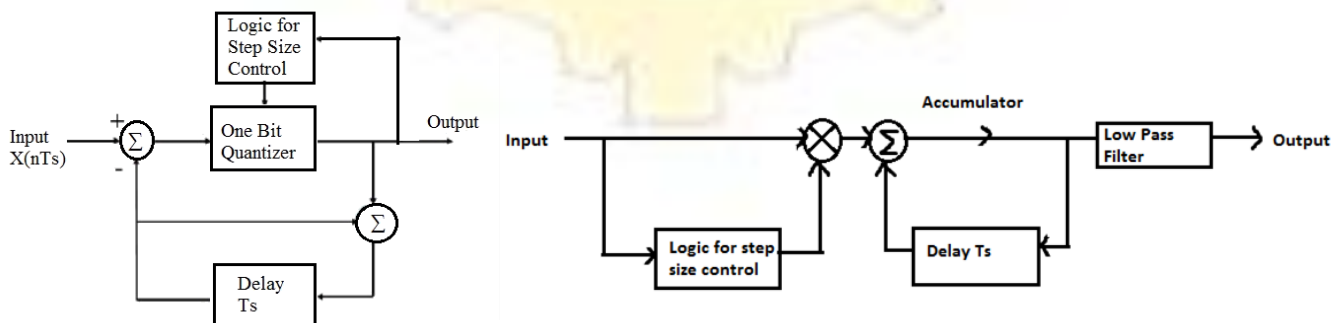 Logic for
Step Size
Control
+
Σ
-
Input
X(nTs)
One Bit
Quantizer
Output
Σ
Delay
Ts
Accumulator
Input
Σ
Low Pass
Filter
Output
Logic for step
size control
Delay Ts